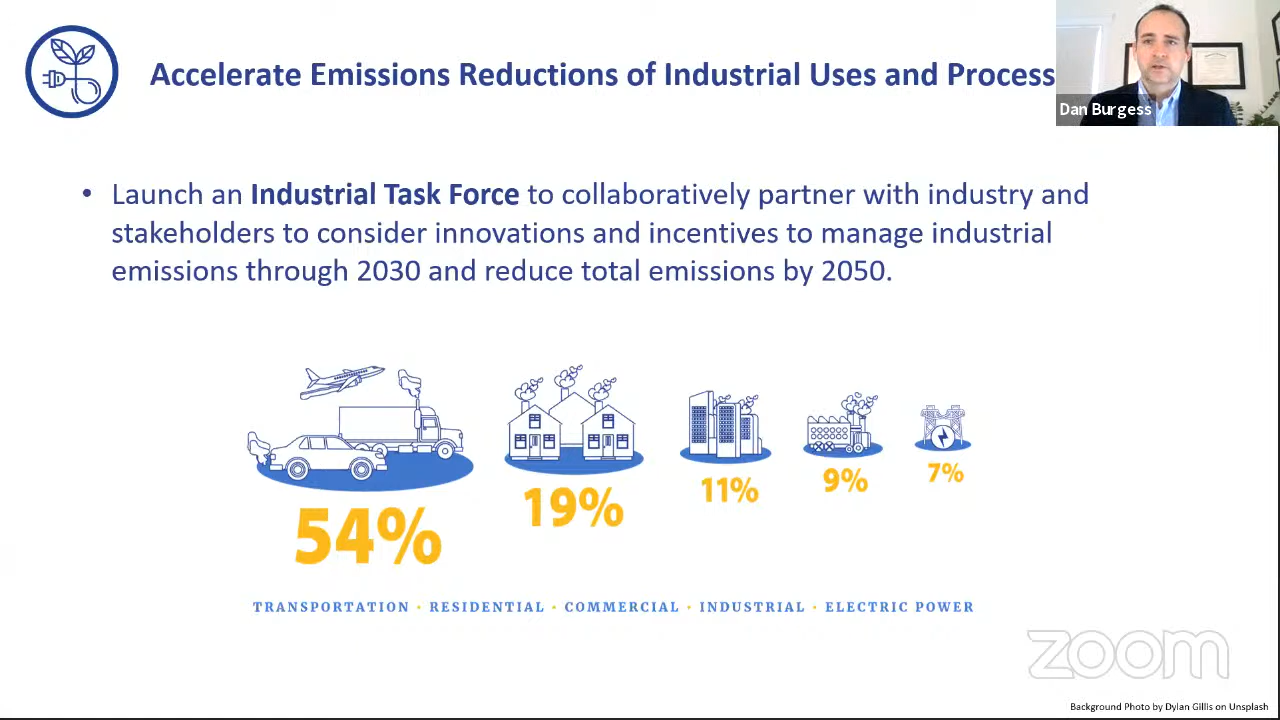 Accelerate Emissions Reductions of Industrial Uses and Process
Dan Burgess
• Launch an Industrial Task Force to collaboratively partner with industry and
stakeholders to consider innovations and incentives to manage industrial
emissions through 2030 and reduce total emissions by 2050.
54%
19%
11%
9%
7%
TRANSPORTATION • RESIDENTIAL • COMMERCIAL • INDUSTRIAL • ELECTRIC POWER
zoom
Background Photo by Dylan Gillis on Unsplash